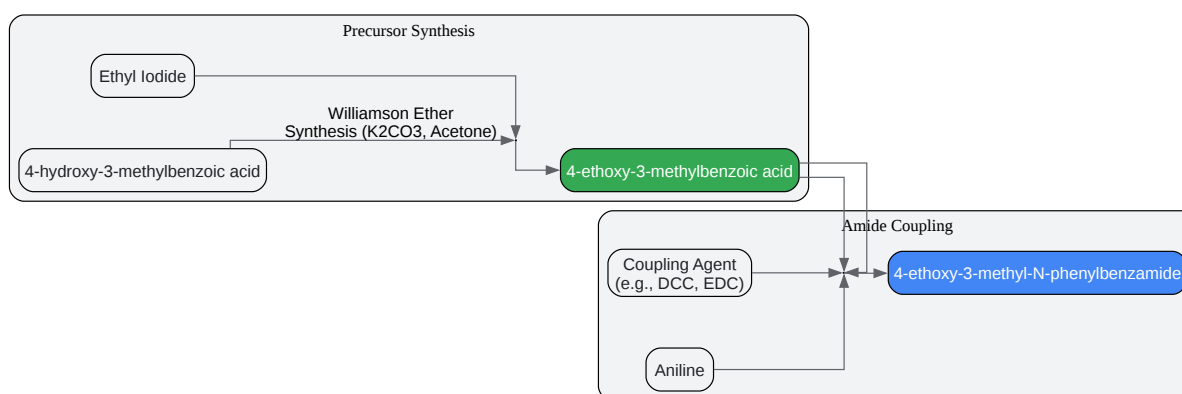 Precursor Synthesis
Ethyl Iodide
Williamson Ether
Synthesis (K2CO3, Acetone)
4-hydroxy-3-methylbenzoic acid
4-ethoxy-3-methylbenzoic acid
Amide Coupling
Coupling Agent
(e.g., DCC, EDC)
4-ethoxy-3-methyl-N-phenylbenzamide
Aniline